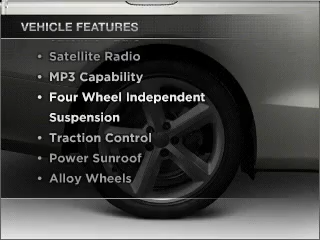 VEHICLE FEATURES
• Satellite Radio
• MP3 Capability
• Four Wheel Independent
Suspension
• Traction Control
• Power Sunroof
• Alloy Wheels